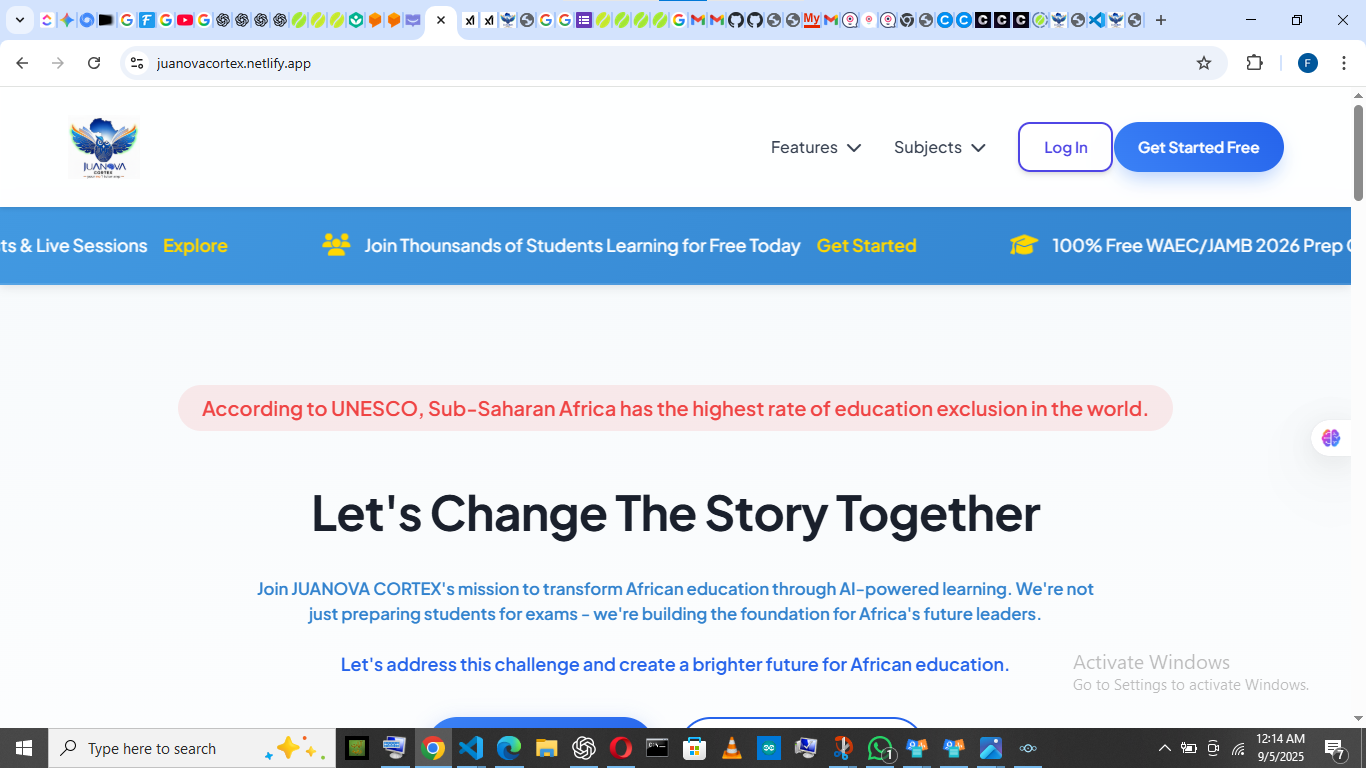 juanovacortex.netlify.app
F
JUANOVA
CORTEX
Features
Subjects
Log In
Get Started Free
ts & Live Sessions Explore
Join Thounsands of Students Learning for Free Today Get Started
100% Free WAEC/JAMB 2026 Prep
According to UNESCO, Sub-Saharan Africa has the highest rate of education exclusion in the world.
Let's Change The Story Together
Join JUANOVA CORTEX's mission to transform African education through AI-powered learning. We're not
just preparing students for exams - we're building the foundation for Africa's future leaders.
Let's address this challenge and create a brighter future for African education.
Activate Windows
Go to Settings to activate Windows.
Type here to search
1
12:14 AM
9/5/2025
7